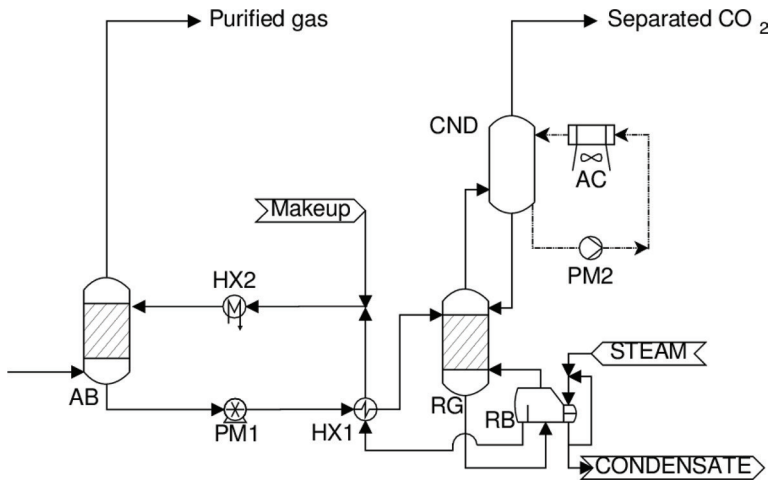 Purified gas
Separated CO 2
CND
AC
Makeup
PM2
HX2
STEAM
AB
RG
RB
PM1
HX1
CONDENSATE